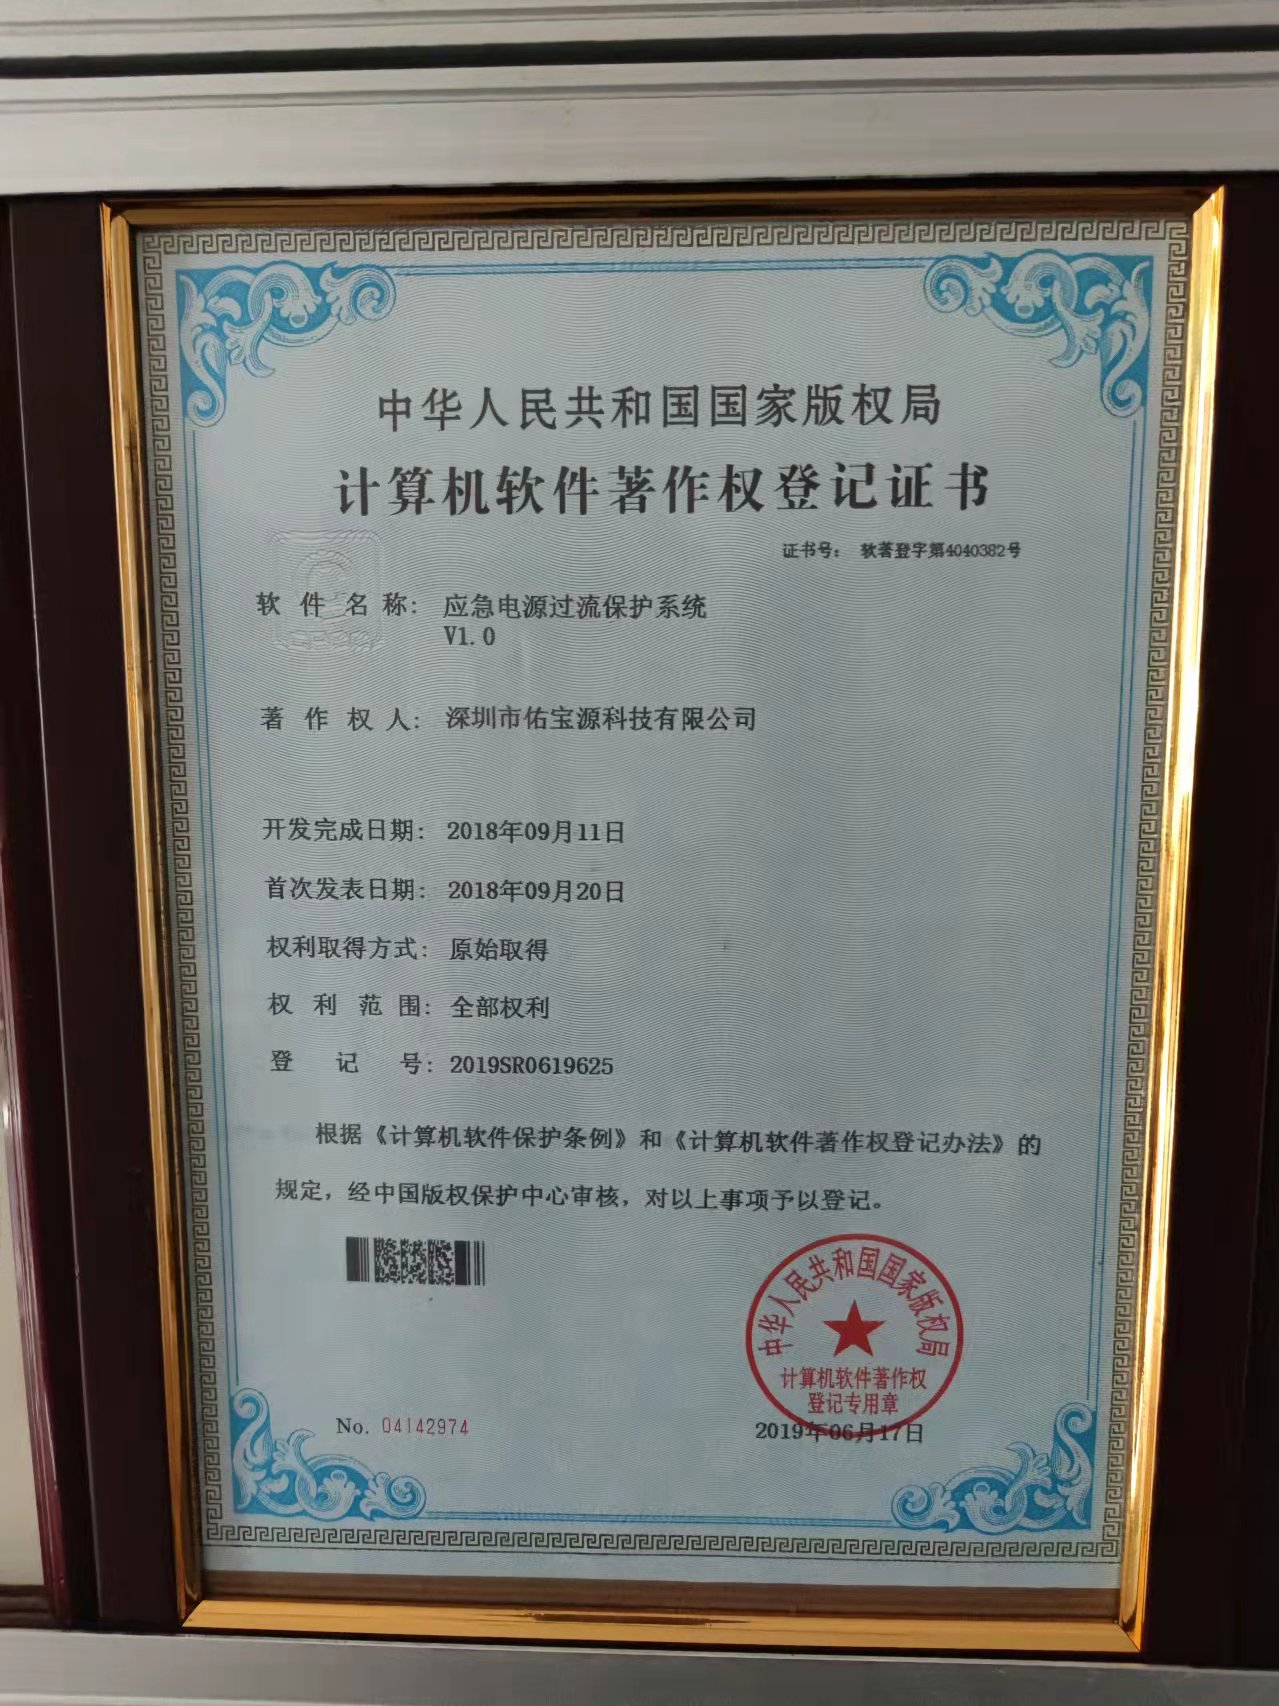 中华人民共和国国家版权局
计算机软件著作权登记证书
证书号： 软著登字第4040382号
软件名称： 应急电源过流保护系统
V1.0
著作权人： 深圳市佑宝源科技有限公司
开发完成日期： 2018年09月11日
首次发表日期： 2018年09月20日
权利取得方式： 原始取得
权利范围： 全部权利
登记号： 2019SR0619625
根据《计算机软件保护条例》和《计算机软件著作权登记办法》的
规定，经中国版权保护中心审核，对以上事项予以登记。
中华人民共和国国家版权局
计算机软件著作权
登记专用章
No. 04142974
2019年06月17日